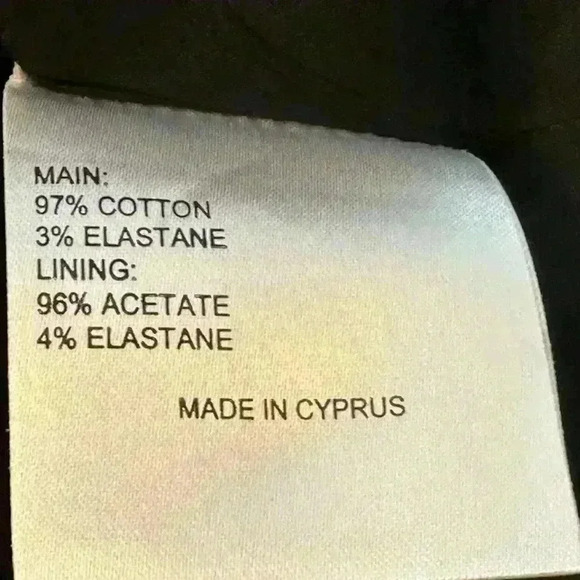 MAIN:
97% COTTON
3% ELASTANE
LINING:
96% ACETATE
4% ELASTANE
MADE IN CYPRUS